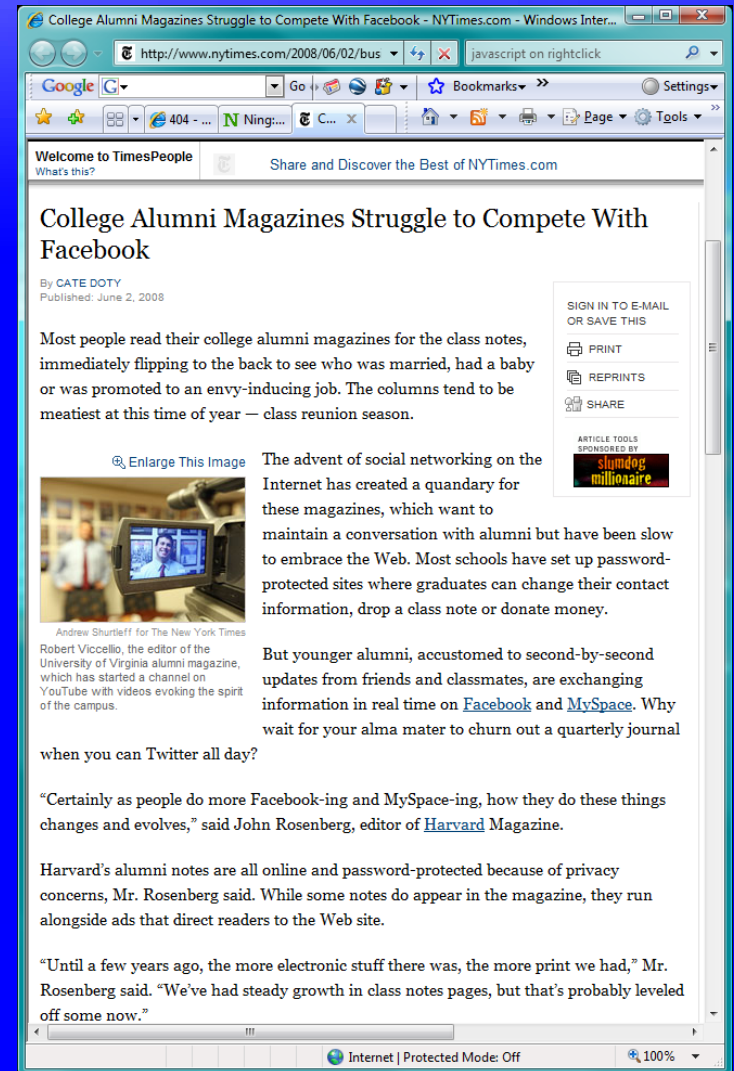 College Alumni Magazines Struggle to Compete With Facebook - NYTimes.com - Windows Inter...
http://www.nytimes.com/2008/06/02/bus
javascript on rightclick
Google G Go Bookmarks Settings
404 - ... N Ning:... C... X Page Tools
Welcome to TimesPeople
What's this?
Share and Discover the Best of NYTimes.com
College Alumni Magazines Struggle to Compete With
Facebook
By CATE DOTY
Published: June 2, 2008
SIGN IN TO E-MAIL
OR SAVE THIS
PRINT
REPRINTS
SHARE
ARTICLE TOOLS
SPONSORED BY
slumdog
millionaire
Most people read their college alumni magazines for the class notes,
immediately flipping to the back to see who was married, had a baby
or was promoted to an envy-inducing job. The columns tend to be
meatiest at this time of year — class reunion season.
Enlarge This Image
Andrew Shurtleff for The New York Times
Robert Viccellio, the editor of the
University of Virginia alumni magazine,
which has started a channel on
YouTube with videos evoking the spirit
of the campus.
The advent of social networking on the
Internet has created a quandary for
these magazines, which want to
maintain a conversation with alumni but have been slow
to embrace the Web. Most schools have set up password-
protected sites where graduates can change their contact
information, drop a class note or donate money.
But younger alumni, accustomed to second-by-second
updates from friends and classmates, are exchanging
information in real time on Facebook and MySpace. Why
wait for your alma mater to churn out a quarterly journal
when you can Twitter all day?
“Certainly as people do more Facebook-ing and MySpace-ing, how they do these things
changes and evolves,” said John Rosenberg, editor of Harvard Magazine.
Harvard’s alumni notes are all online and password-protected because of privacy
concerns, Mr. Rosenberg said. While some notes do appear in the magazine, they run
alongside ads that direct readers to the Web site.
“Until a few years ago, the more electronic stuff there was, the more print we had,” Mr.
Rosenberg said. “We’ve had steady growth in class notes pages, but that’s probably leveled
off some now.”
Internet | Protected Mode: Off
100%